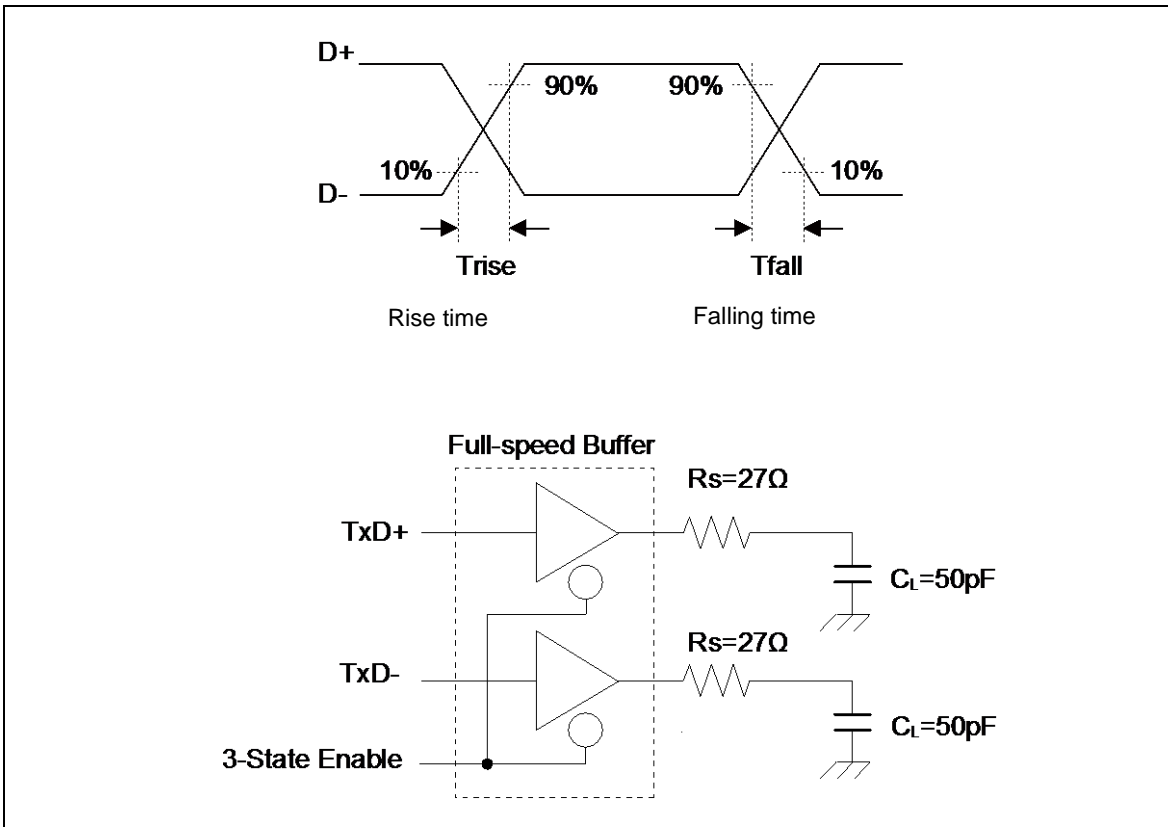 D+
90%
90%
10%
10%
D-
Trise
Tfall
Rise time
Falling time
Full-speed Buffer
Rs=27Ω
TxD+
CL=50pF
Rs=27Ω
TxD-
CL=50pF
3-State Enable